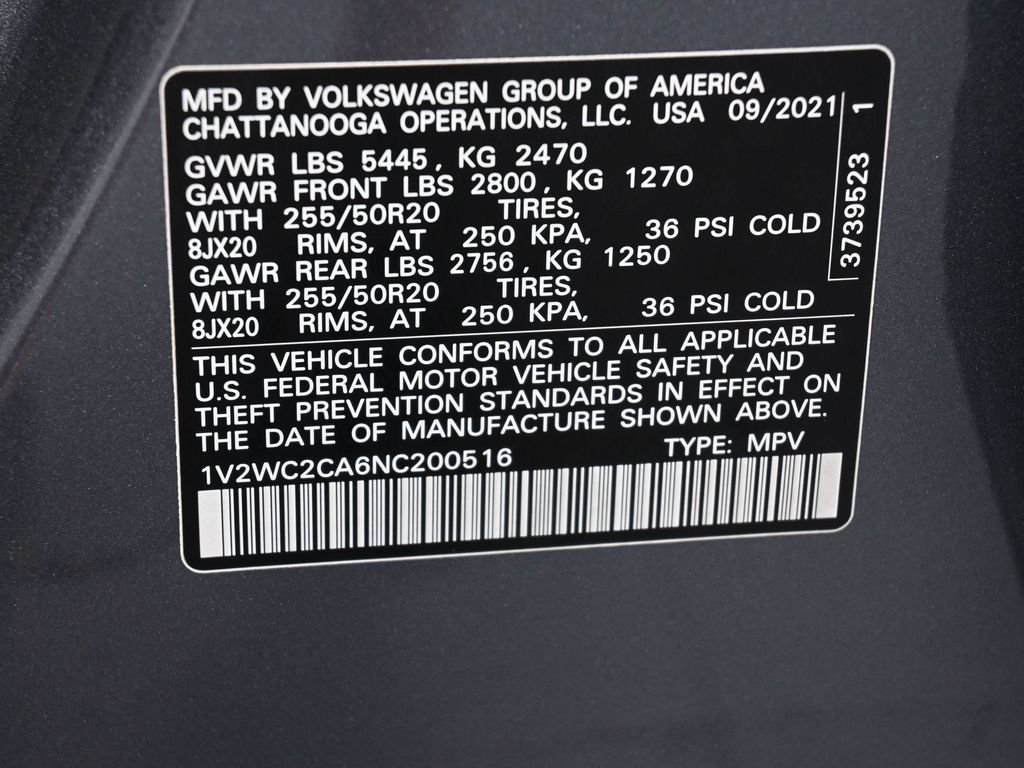 MFD BY VOLKSWAGEN GROUP OF AMERICA
CHATTANOOGA OPERATIONS, LLC. USA 09/2021
GVWR LBS 5445, KG 2470
GAWR FRONT LBS 2800, KG 1270
WITH 255/50R20 TIRES,
8JX20 RIMS, AT 250 KPA, 36 PSI COLD
GAWR REAR LBS 2756, KG 1250
WITH 255/50R20 TIRES,
8JX20 RIMS, AT 250 KPA, 36 PSI COLD
THIS VEHICLE CONFORMS TO ALL APPLICABLE
U.S. FEDERAL MOTOR VEHICLE SAFETY AND
THEFT PREVENTION STANDARDS IN EFFECT ON
THE DATE OF MANUFACTURE SHOWN ABOVE.
1V2WC2CA6NC200516 TYPE: MPV
3739523 1